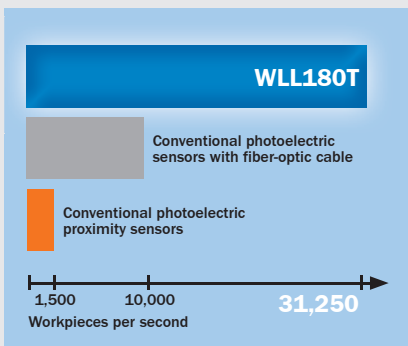 WLL180T
Conventional photoelectric
sensors with fiber-optic cable
Conventional photoelectric
proximity sensors
1,500 10,000 31,250
Workpieces per second